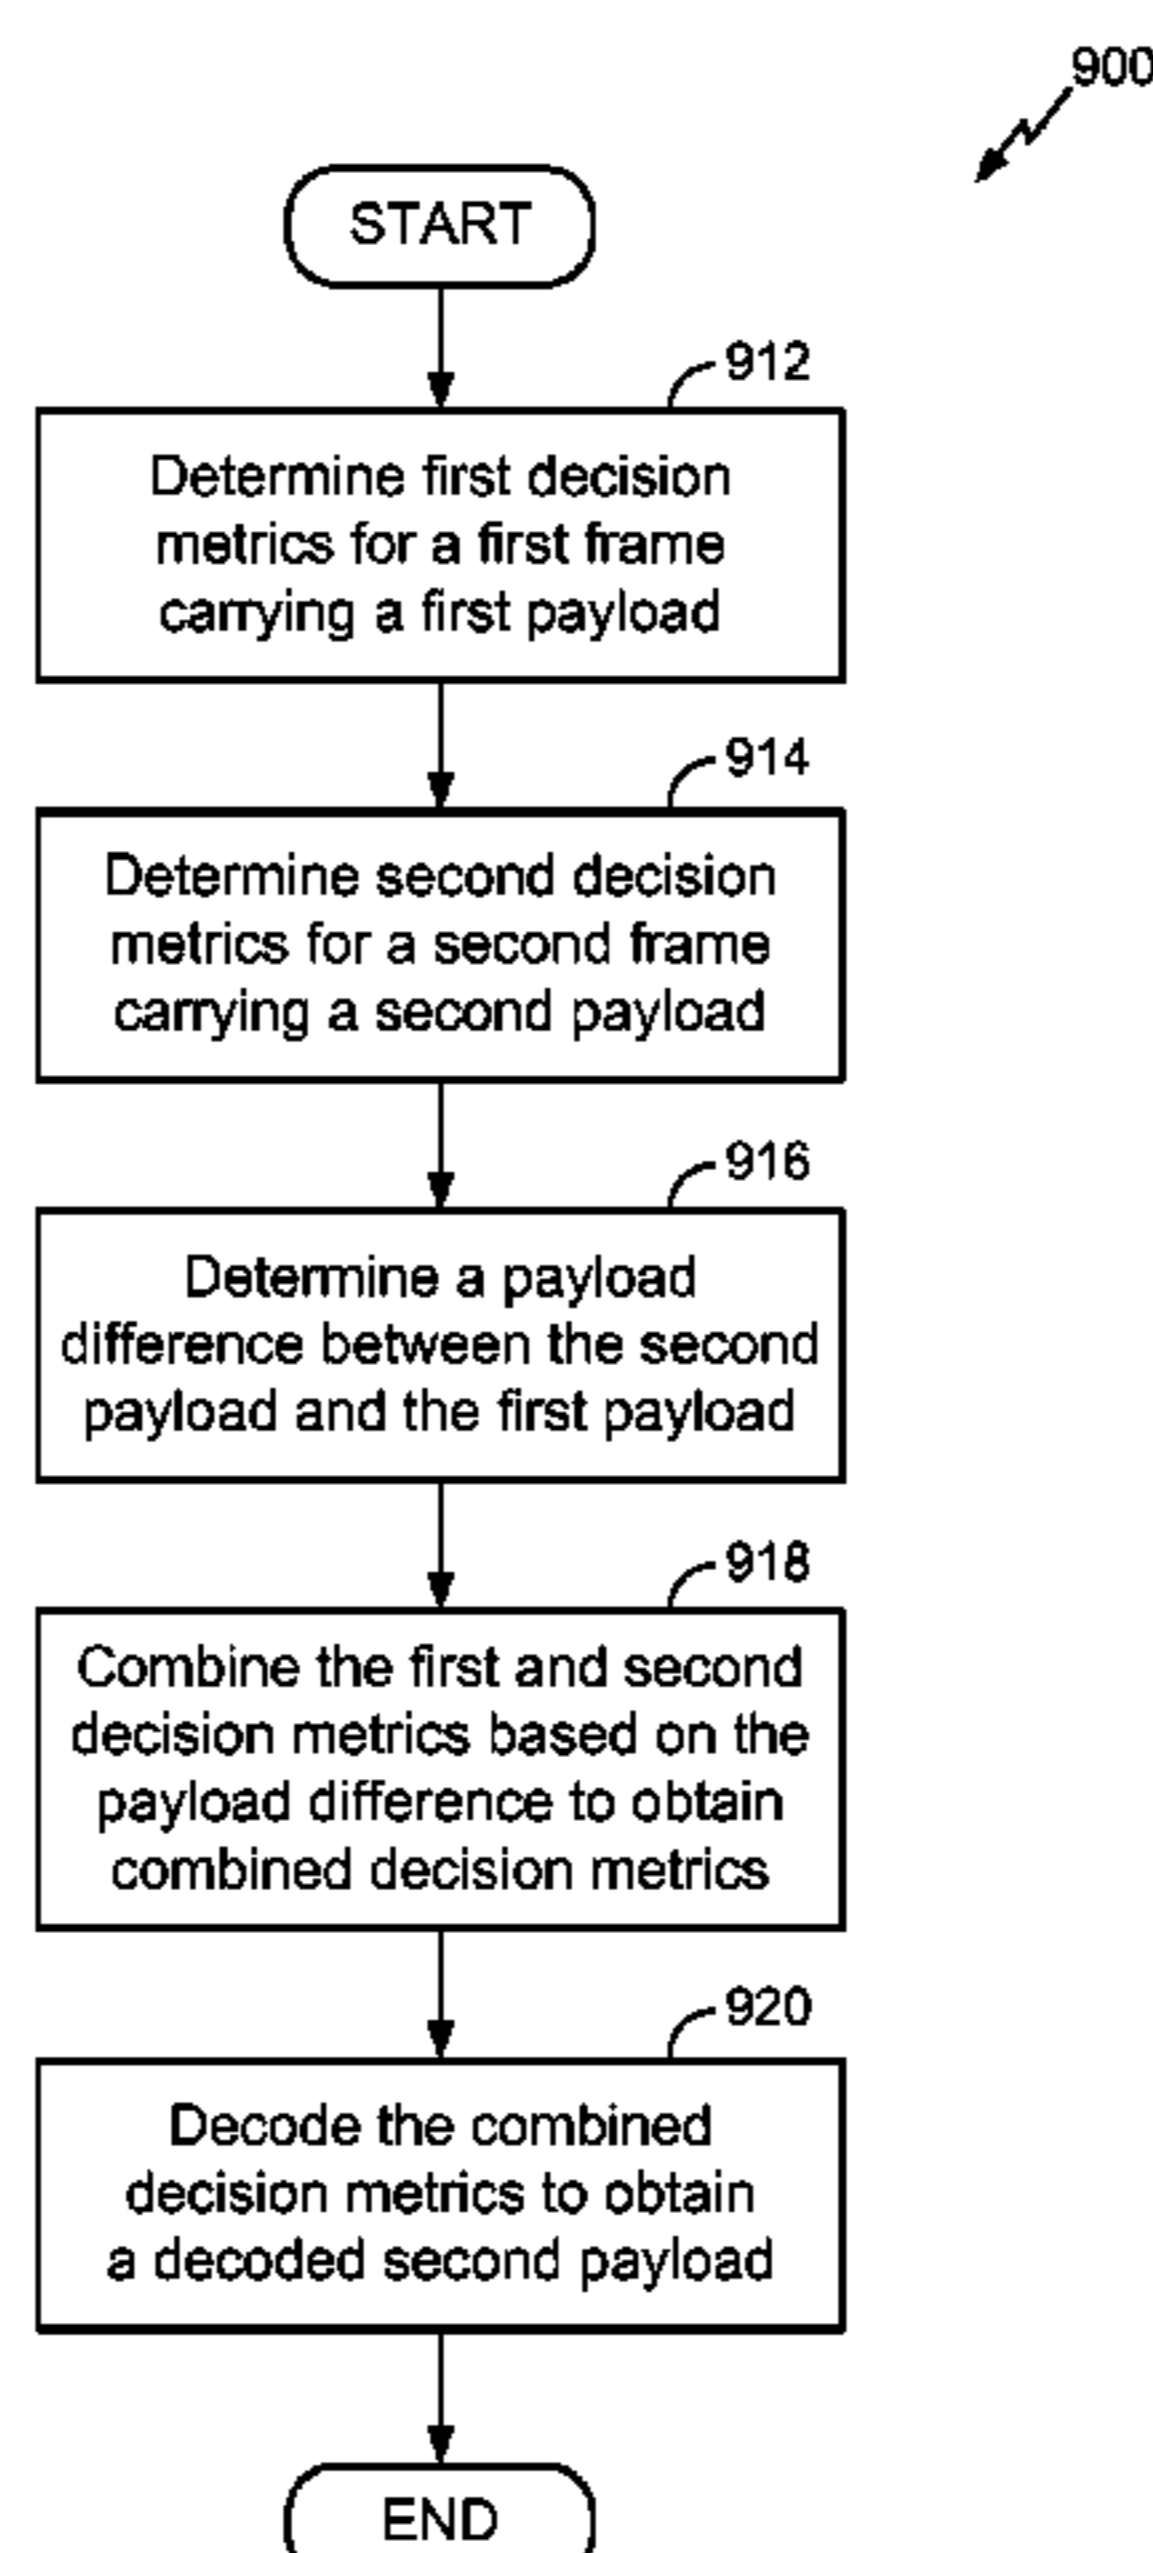 900
START
912
Determine first decision
metrics for a first frame
carrying a first payload
914
Determine second decision
metrics for a second frame
carrying a second payload
916
Determine a payload
difference between the second
payload and the first payload
918
Combine the first and second
decision metrics based on the
payload difference to obtain
combined decision metrics
920
Decode the combined
decision metrics to obtain
a decoded second payload
END